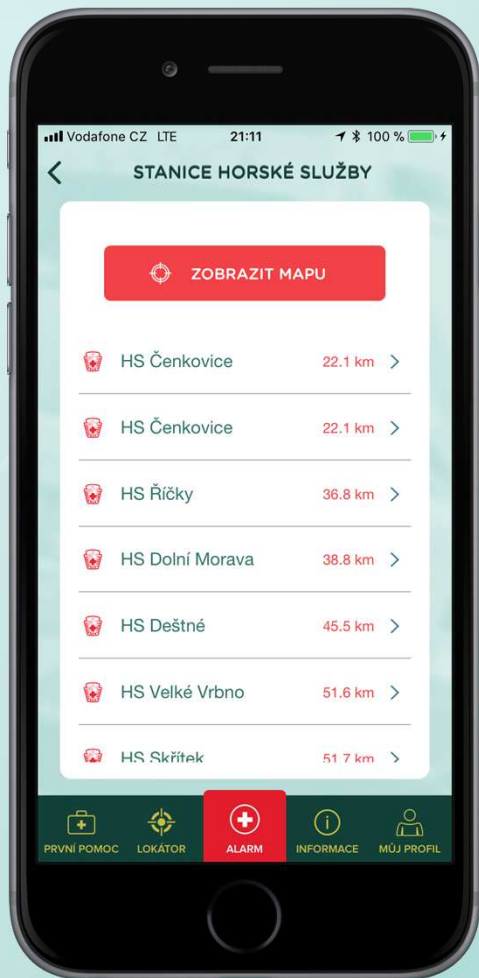 Vodafone CZ LTE 21:11 100 %
STANICE HORSKÉ SLUŽBY
ZOBRAZIT MAPU
HS Čenkovice 22.1 km
HS Čenkovice 22.1 km
HS Říčky 36.8 km
HS Dolní Morava 38.8 km
HS Deštné 45.5 km
HS Velké Vrbno 51.6 km
HS Skřítek 51.7 km
PRVNÍ POMOC LOKÁTOR ALARM INFORMACE MŮJ PROFIL